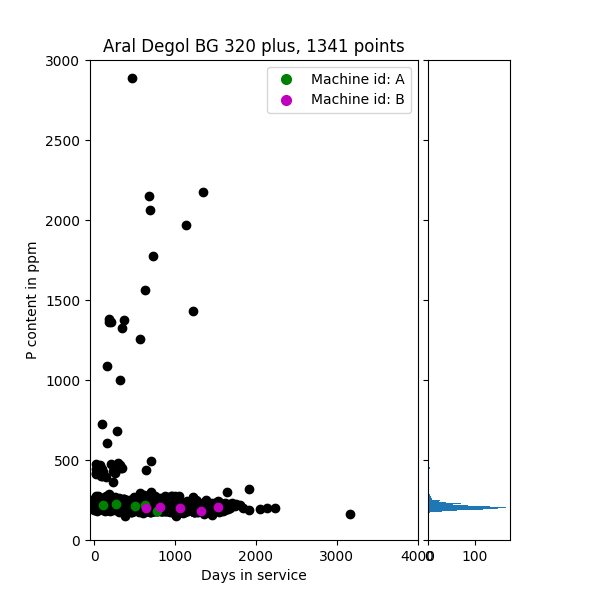 Aral Degol BG 320 plus, 1341 points
3000
Machine id: A
Machine id: B
2500
2000
1500
1000
500
0
P content in ppm
0 1000 2000 3000 4000
0 100
Days in service